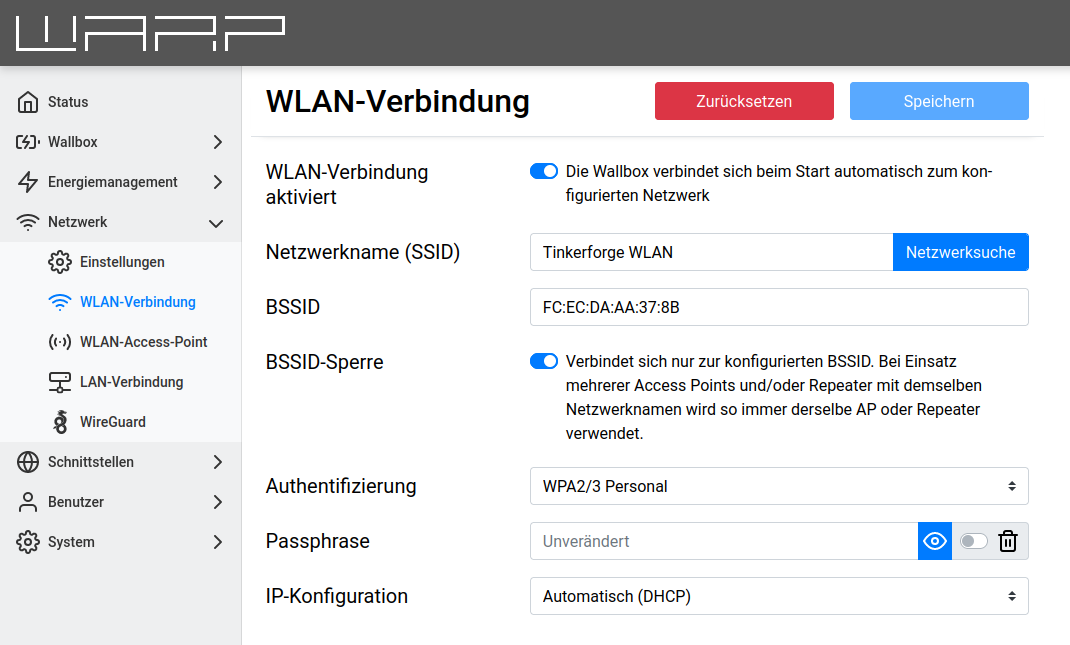 WARP
Status
Wallbox
Energiemanagement
Netzwerk
Einstellungen
WLAN-Verbindung
WLAN-Access-Point
LAN-Verbindung
WireGuard
Schnittstellen
Benutzer
System
WLAN-Verbindung
Zurücksetzen
Speichern
WLAN-Verbindung
aktiviert
Die Wallbox verbindet sich beim Start automatisch zum kon-
figurierten Netzwerk
Netzwerkname (SSID)
Tinkerforge WLAN
Netzwerksuche
BSSID
FC:EC:DA:AA:37:8B
BSSID-Sperre
Verbindet sich nur zur konfigurierten BSSID. Bei Einsatz
mehrerer Access Points und/oder Repeater mit demselben
Netzwerknamen wird so immer derselbe AP oder Repeater
verwendet.
Authentifizierung
WPA2/3 Personal
Passphrase
Unverändert
IP-Konfiguration
Automatisch (DHCP)